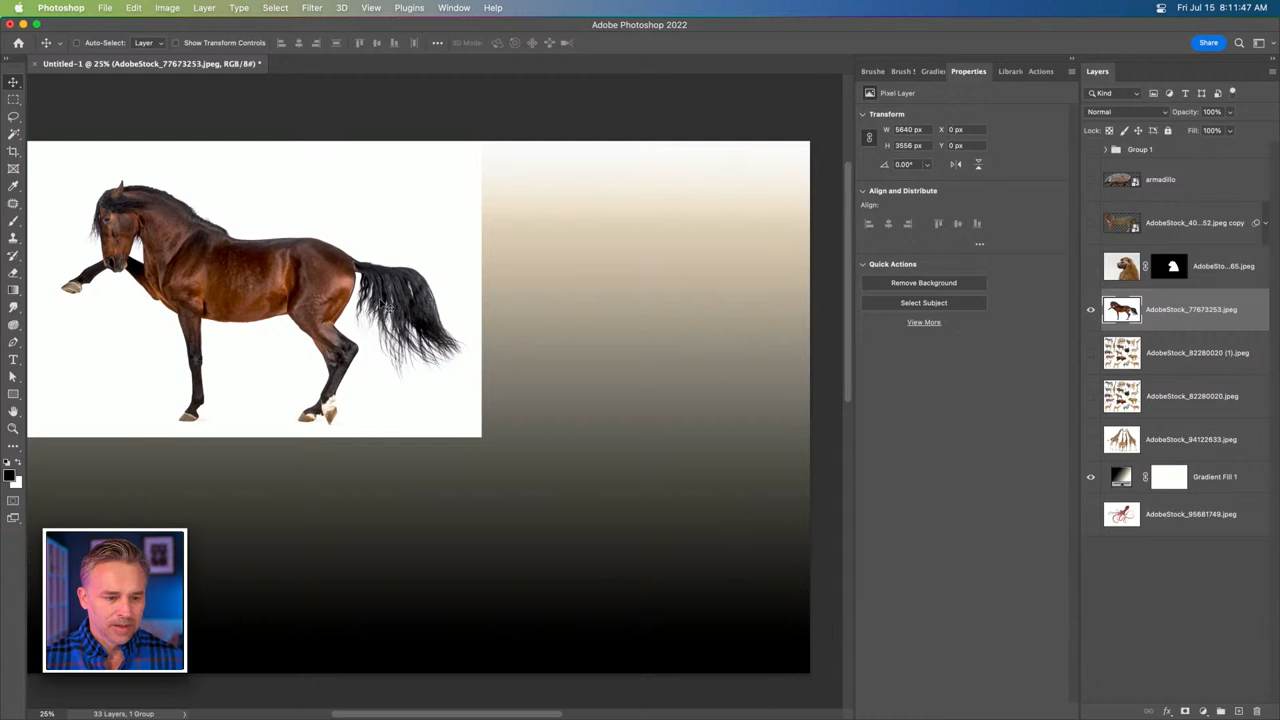 Photoshop File Edit Image Layer Type Select Filter 3D View Plugins Window Help Fri Jul 15 8:11:47 AM
Adobe Photoshop 2022
Auto-Select: Layer Show Transform Controls 3D Mode: Share
Untitled-1 @ 25% (AdobeStock_77673253.jpeg, RGB/8#) *
Brushe Brush S Gradie Properties Librari Actions
Pixel Layer
Transform
W 5640 px X 0 px
H 3556 px Y 0 px
0.00°
Align and Distribute
Align:
Quick Actions
Remove Background
Select Subject
View More
Layers
Kind
Normal Opacity: 100%
Lock: Fill: 100%
Group 1
armadillo
AdobeStock_40...52.jpeg copy
AdobeSto...65.jpeg
AdobeStock_77673253.jpeg
AdobeStock_82280020 (1).jpeg
AdobeStock_82280020.jpeg
AdobeStock_94122633.jpeg
Gradient Fill 1
AdobeStock_95681749.jpeg
25% 33 Layers, 1 Group